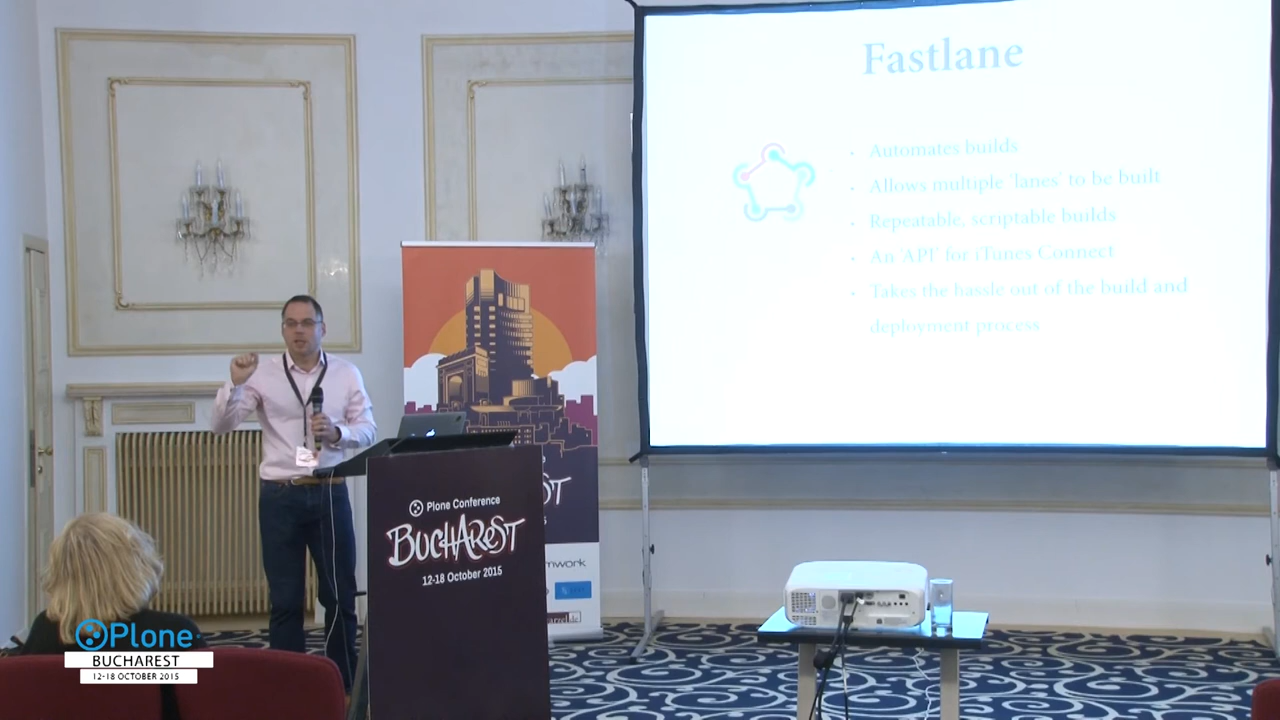 Fastlane
Automates builds
Allows multiple 'lanes' to be built
Repeatable, scriptable builds
An 'API' for iTunes Connect
Takes the hassle out of the build and
deployment process
Plone Conference
BUCHAREST
12-18 October 2015
Plone
BUCHAREST
12-18 OCTOBER 2015